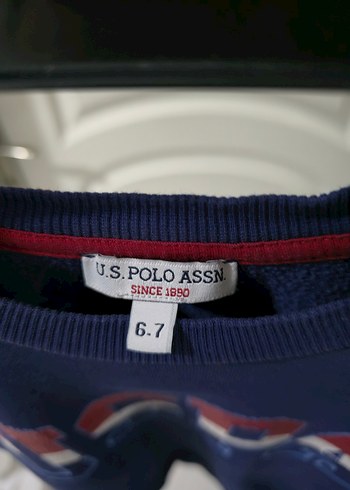 U.S. POLO ASSN.
SINCE 1890
6.7